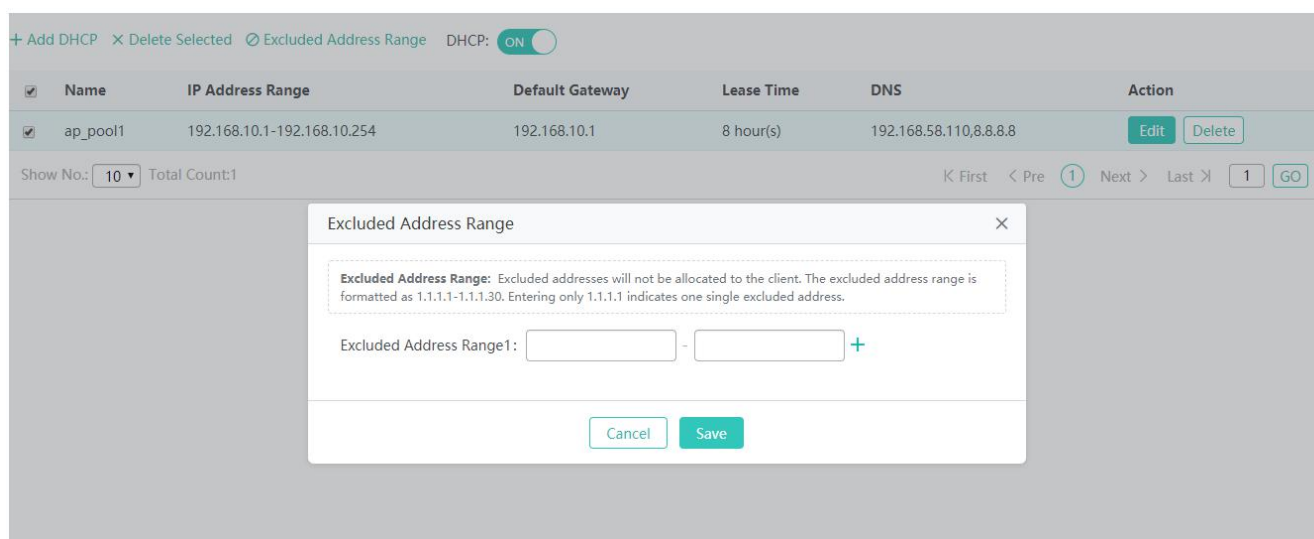 + Add DHCP × Delete Selected ⊘ Excluded Address Range DHCP: ON
Name IP Address Range Default Gateway Lease Time DNS Action
ap_pool1 192.168.10.1-192.168.10.254 192.168.10.1 8 hour(s) 192.168.58.110,8.8.8.8 Edit Delete
Show No.: 10 Total Count:1 First < Pre 1 Next > Last 1 GO
Excluded Address Range ×
Excluded Address Range: Excluded addresses will not be allocated to the client. The excluded address range is
formatted as 1.1.1.1-1.1.1.30. Entering only 1.1.1.1 indicates one single excluded address.
Excluded Address Range1: - +
Cancel Save